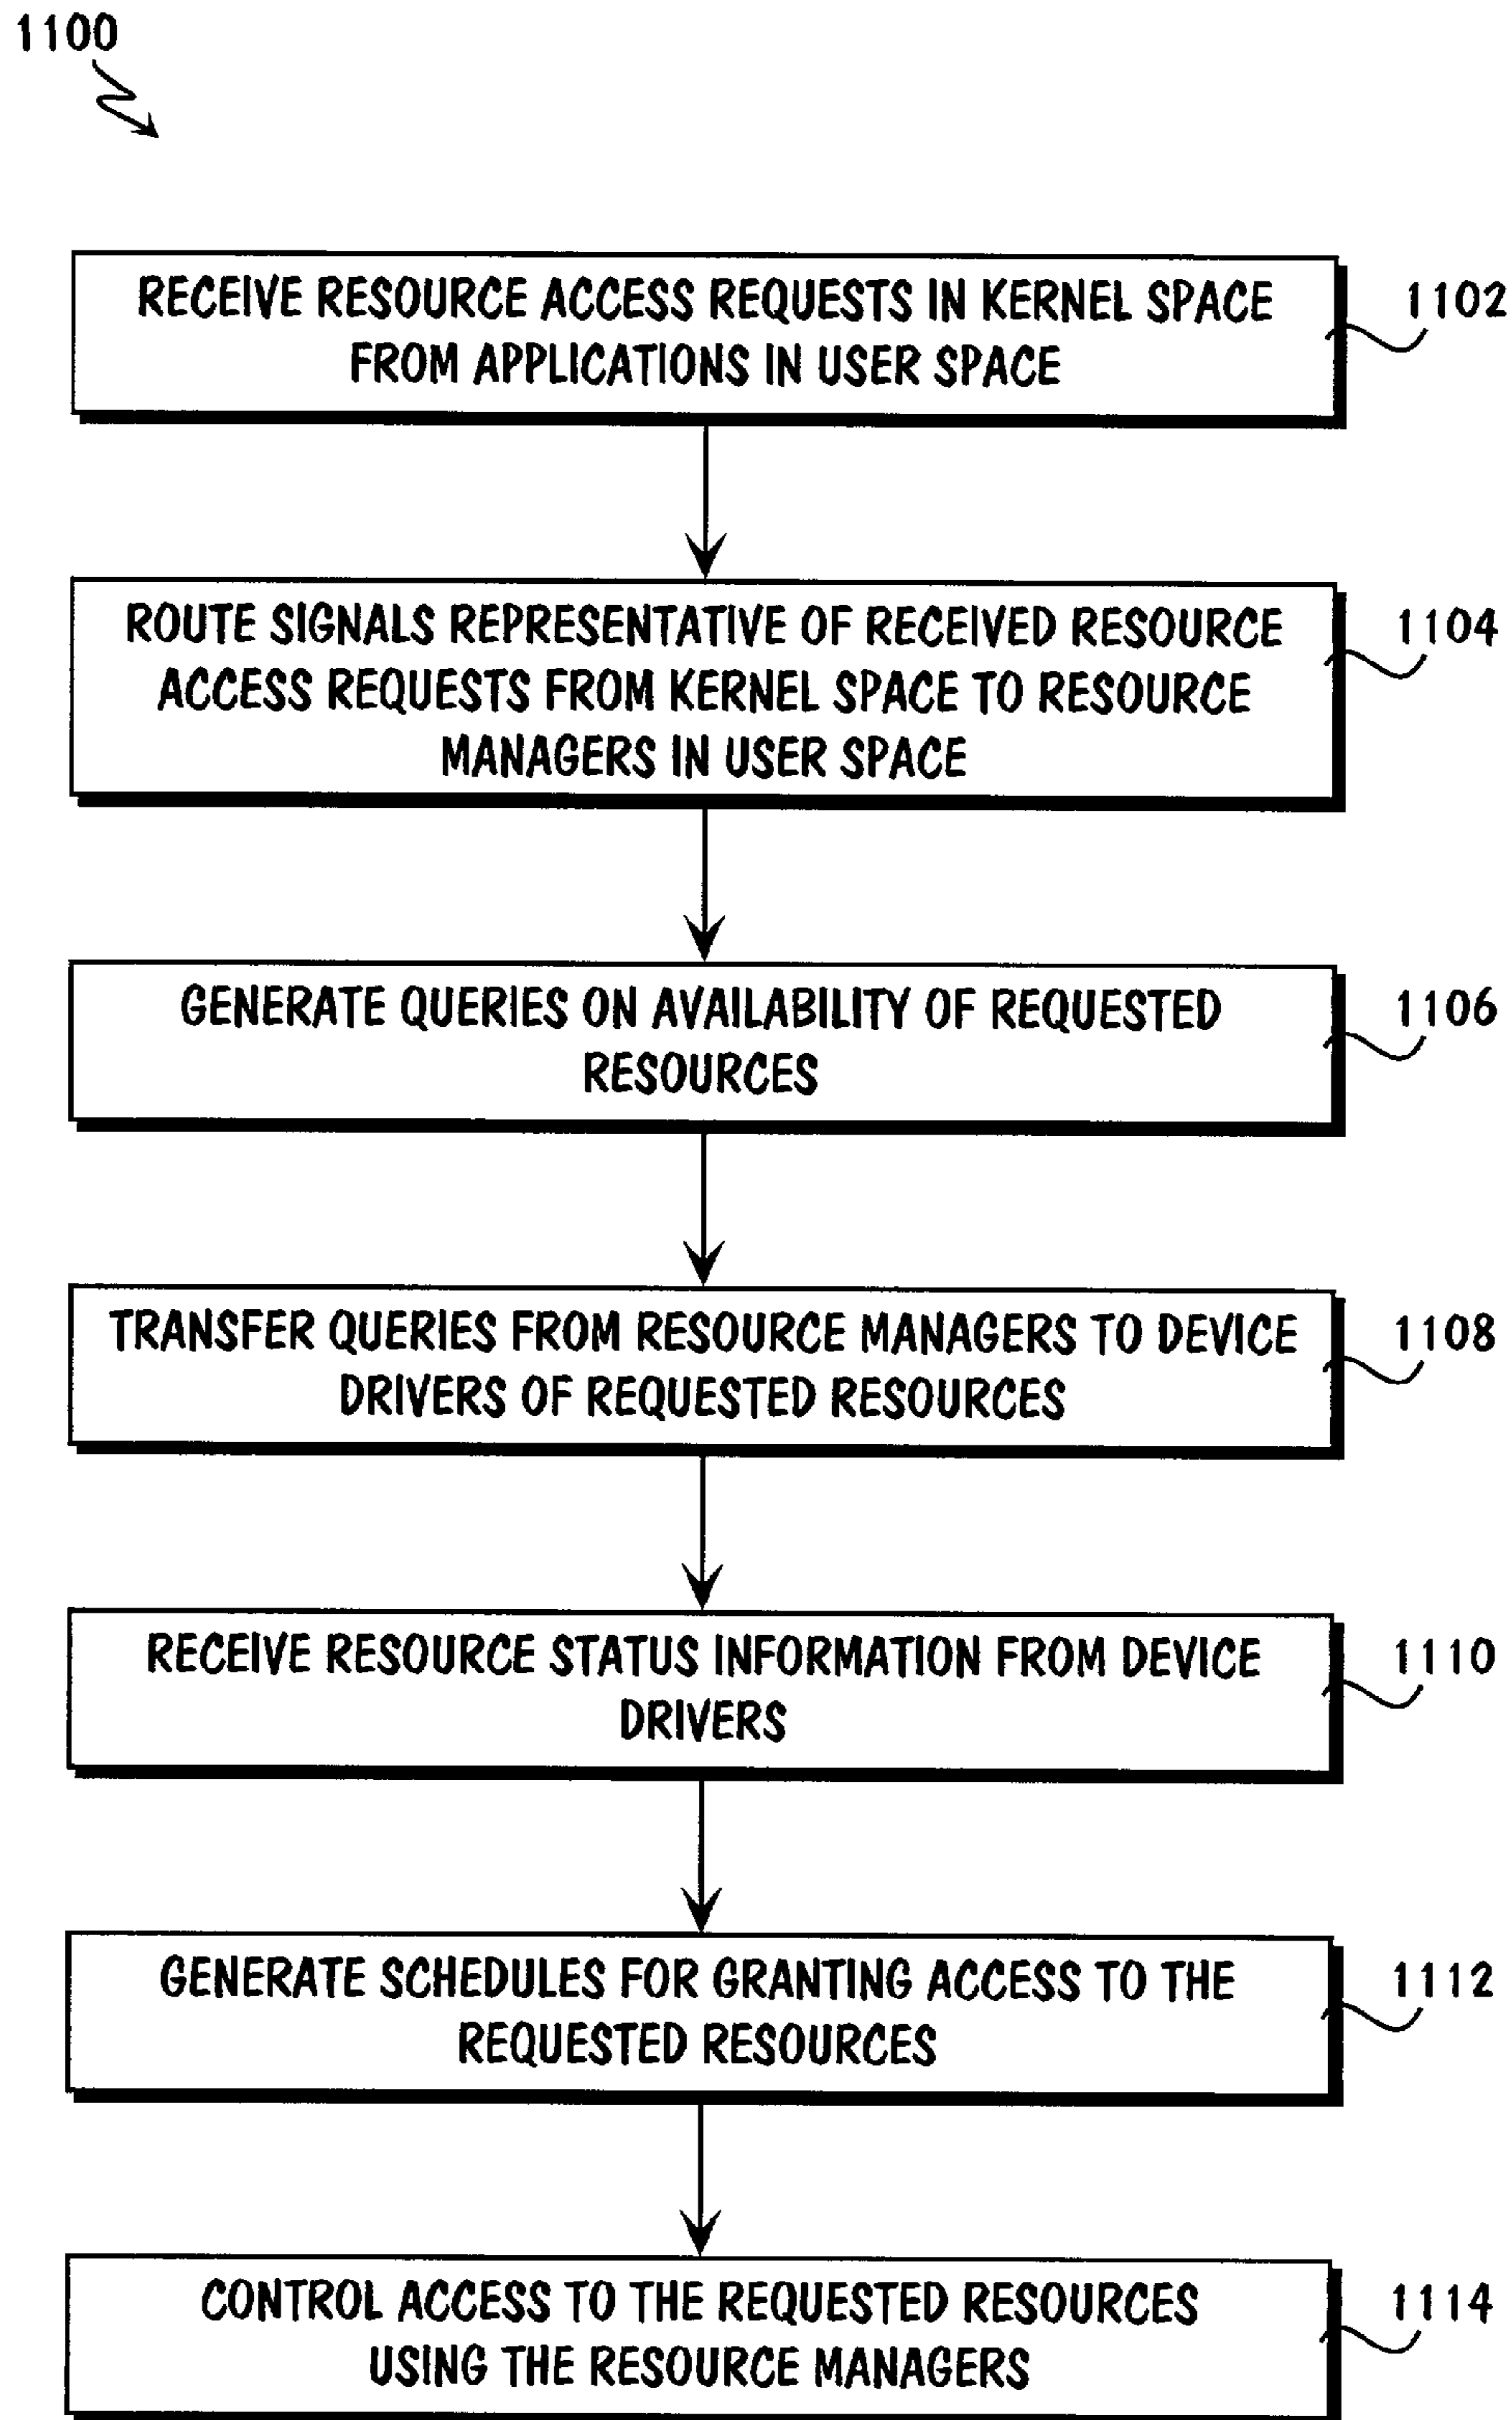 1100
RECEIVE RESOURCE ACCESS REQUESTS IN KERNEL SPACE
FROM APPLICATIONS IN USER SPACE
1102
ROUTE SIGNALS REPRESENTATIVE OF RECEIVED RESOURCE
ACCESS REQUESTS FROM KERNEL SPACE TO RESOURCE
MANAGERS IN USER SPACE
1104
GENERATE QUERIES ON AVAILABILITY OF REQUESTED
RESOURCES
1106
TRANSFER QUERIES FROM RESOURCE MANAGERS TO DEVICE
DRIVERS OF REQUESTED RESOURCES
1108
RECEIVE RESOURCE STATUS INFORMATION FROM DEVICE
DRIVERS
1110
GENERATE SCHEDULES FOR GRANTING ACCESS TO THE
REQUESTED RESOURCES
1112
CONTROL ACCESS TO THE REQUESTED RESOURCES
USING THE RESOURCE MANAGERS
1114